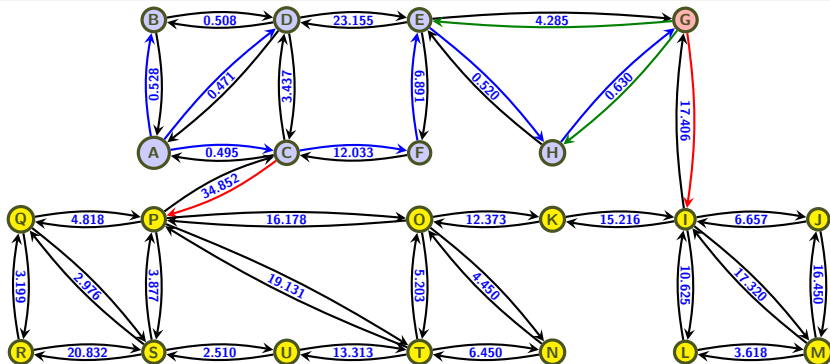 B 0.508 D 23.155 E 4.285 G
0.528 0.471 3.437 6.891 0.520 0.630 17.406
A 0.495 C 12.033 F H
34.852
Q 4.818 P 16.178 O 12.373 K 15.216 I 6.657 J
3.199 2.976 3.877 19.131 5.203 4.450 10.625 17.320 16.450
R 20.832 S 2.510 U 13.313 T 6.450 N L 3.618 M